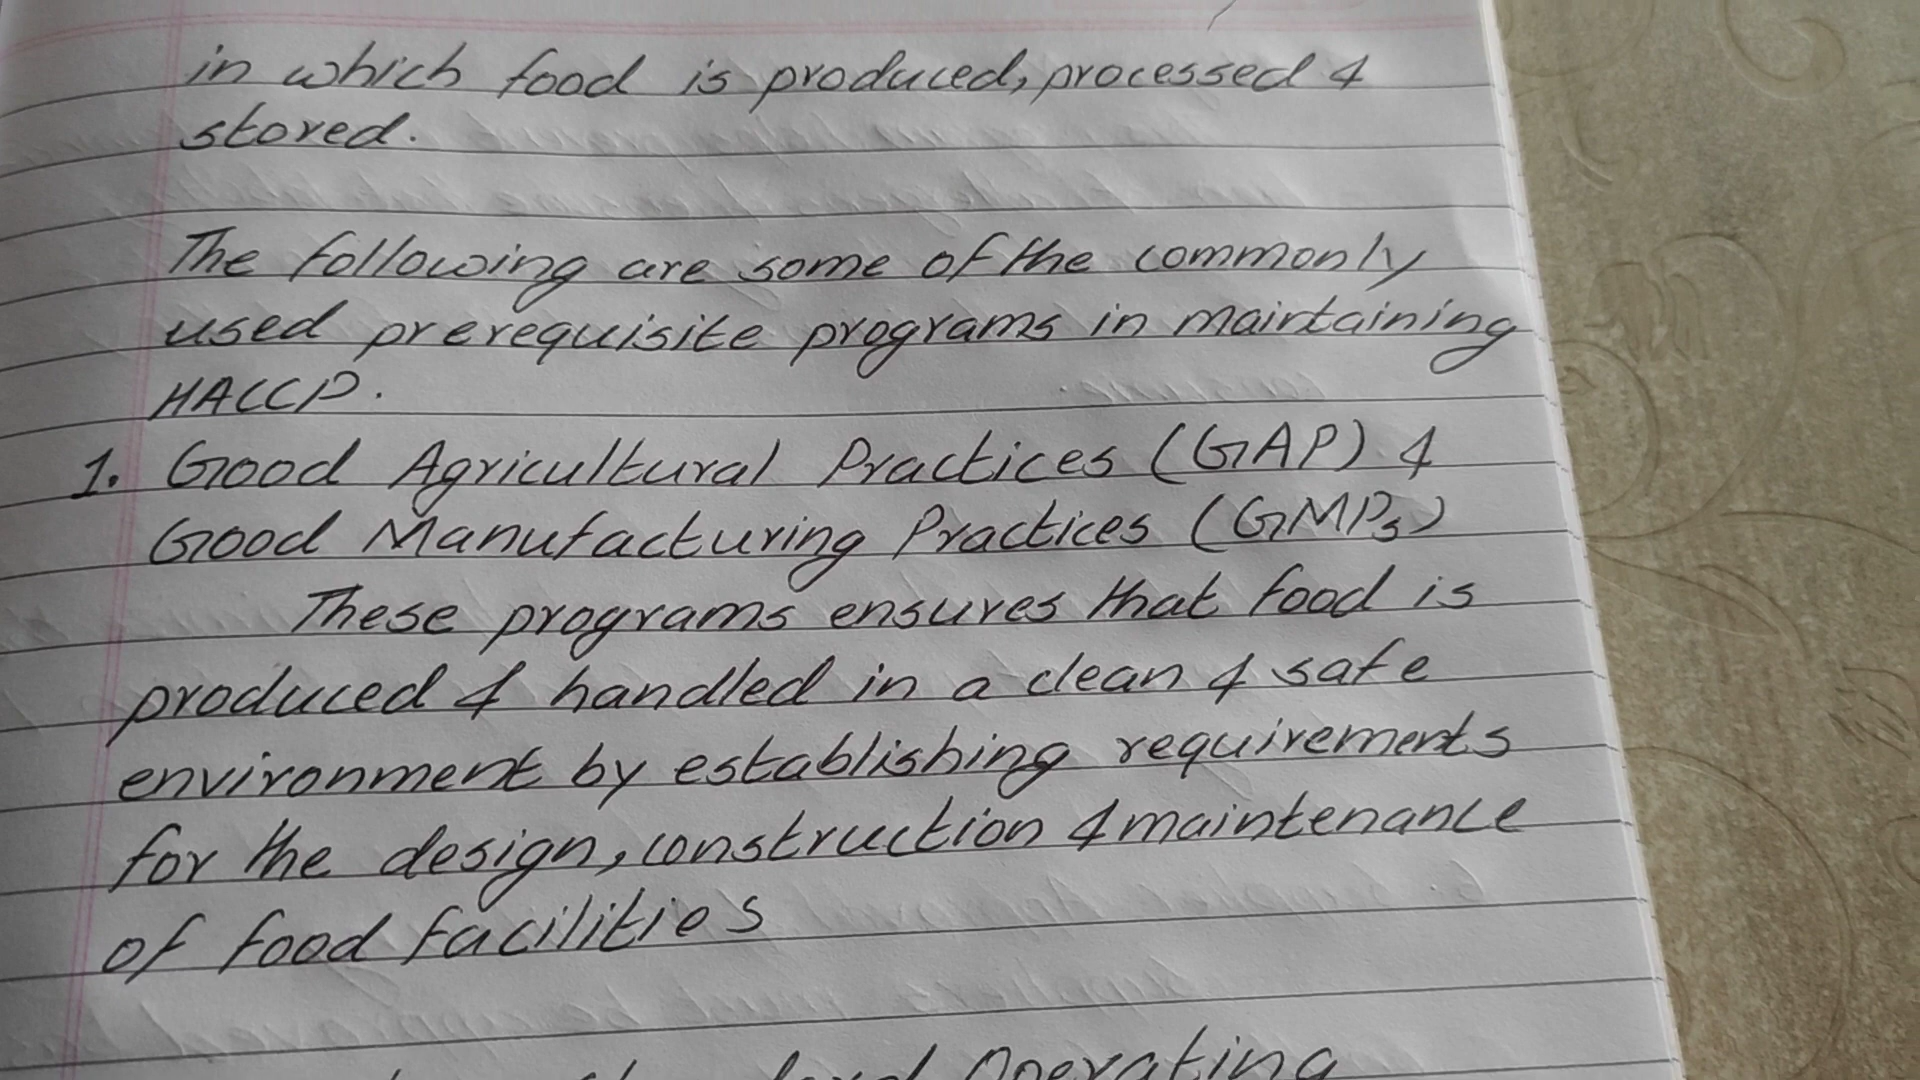 in which food is produced, processed &
stored.
The following are some of the commonly
used prerequisite programs in maintaining
HACCP.
1. Good Agricultural Practices (GAP) &
Good Manufacturing Practices (GMPs)
These programs ensures that food is
produced & handled in a clean & safe
environment by establishing requirements
for the design, construction & maintenance
of food facilities
Operating